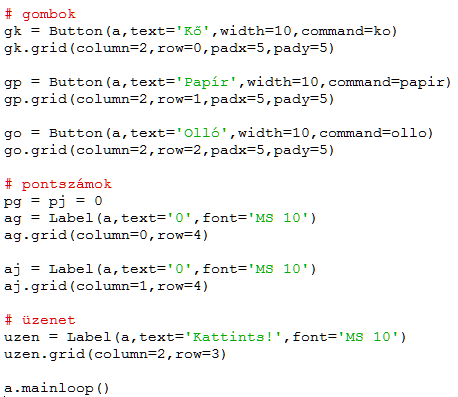 # gombok
gk = Button(a,text='Kő',width=10,command=ko)
gk.grid(column=2,row=0,padx=5,pady=5)
gp = Button(a,text='Papír',width=10,command=papir)
gp.grid(column=2,row=1,padx=5,pady=5)
go = Button(a,text='Olló',width=10,command=ollo)
go.grid(column=2,row=2,padx=5,pady=5)
# pontszámok
pg = pj = 0
ag = Label(a,text='0',font='MS 10')
ag.grid(column=0,row=4)
aj = Label(a,text='0',font='MS 10')
aj.grid(column=1,row=4)
# üzenet
uzen = Label(a,text='Kattints!',font='MS 10')
uzen.grid(column=2,row=3)
a.mainloop()